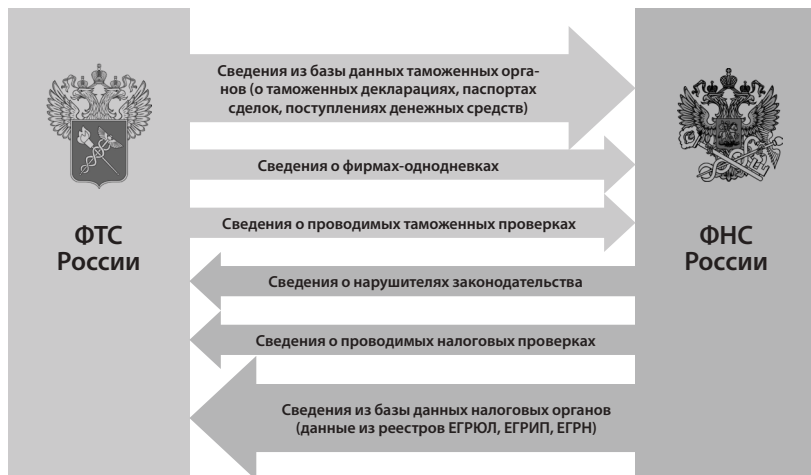 Сведения из базы данных таможенных орга-
нов (о таможенных декларациях, паспортах
сделок, поступлениях денежных средств)
Сведения о фирмах-однодневках
ФТС
России
Сведения о проводимых таможенных проверках
ФНС
России
Сведения о нарушителях законодательства
Сведения о проводимых налоговых проверках
Сведения из базы данных налоговых органов
(данные из реестров ЕГРЮЛ, ЕГРИП, ЕГРН)